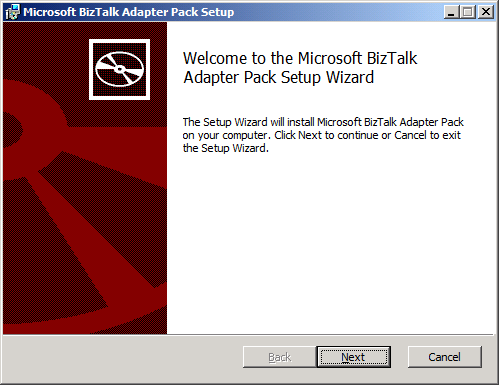 Microsoft BizTalk Adapter Pack Setup
Welcome to the Microsoft BizTalk
Adapter Pack Setup Wizard
The Setup Wizard will install Microsoft BizTalk Adapter Pack
on your computer. Click Next to continue or Cancel to exit
the Setup Wizard.
Back
Next
Cancel